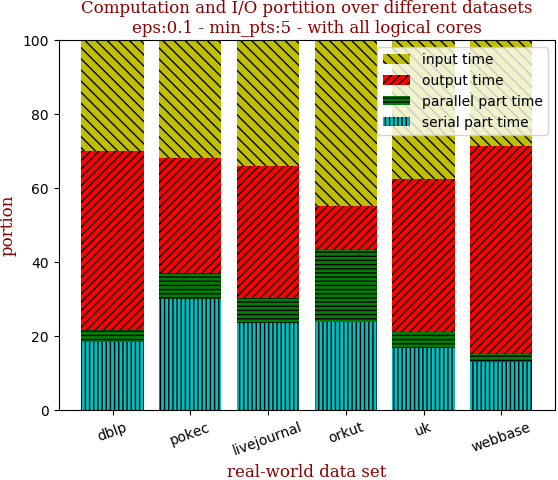 Computation and I/O portition over different datasets
eps:0.1 - min_pts:5 - with all logical cores
100
80
60
40
20
0
portion
input time
output time
parallel part time
serial part time
dblp
pokec
livejournal
orkut
uk
webbase
real-world data set